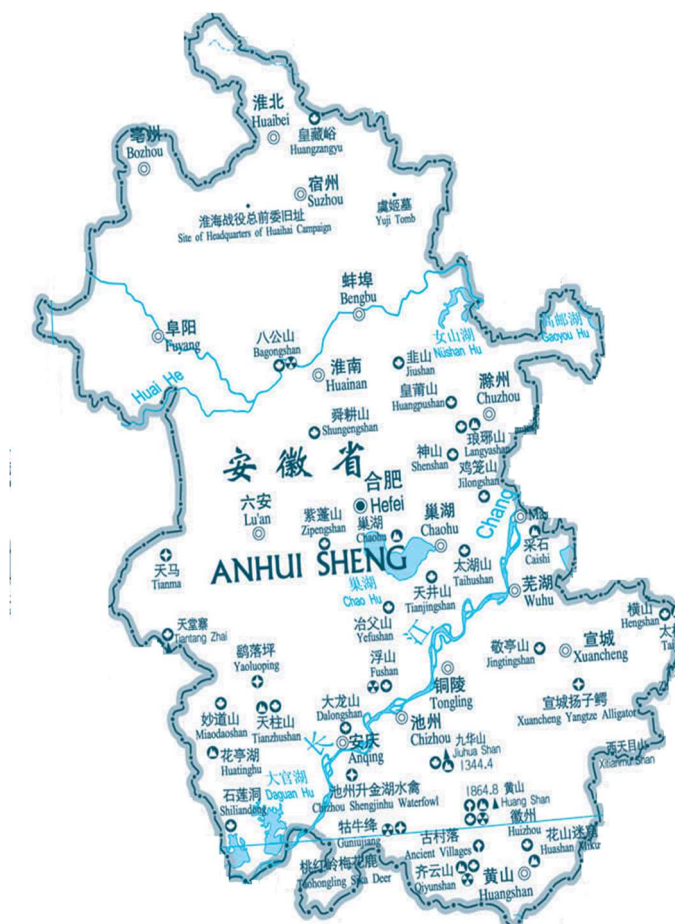 淮北
Huaibei
皇藏峪
Huangzangyu
亳州
Bozhou
宿州
Suzhou
淮海战役总前委旧址
Site of Headquarters of Huaihai Campaign
虞姬墓
Yuji Tomb
蚌埠
Bengbu
阜阳
Fuyang
八公山
Bagongshan
女山湖
Nüshan Hu
高邮湖
Gaoyou Hu
淮南
Huainan
韭山
Jiushan
Huai He
皇莆山
Huangpushan
滁州
Chuzhou
舜耕山
Shungengshan
琅琊山
Langyashan
神山
Shenshan
鸡笼山
Jilongshan
安徽省
合肥
Hefei
六安
Lu'an
紫蓬山
Zipengshan
巢湖
Chaohu
巢湖
Chaohu
Chang
采石
Caishi
天马
Tianma
ANHUI SHENG
太湖山
Taihushan
巢湖
Chao Hu
天井山
Tianjingshan
芜湖
Wuhu
冶父山
Yefushan
江
横山
Hengshan
天堂寨
Tiantang Zhai
鹞落坪
Yaoluoping
浮山
Fushan
敬亭山
Jingtingshan
宣城
Xuancheng
铜陵
Tongling
宣城扬子鳄
Xuancheng Yangtze Alligator
妙道山
Miaodaoshan
天柱山
Tianzhushan
大龙山
Dalongshan
池州
Chizhou
长
安庆
Anqing
九华山
Jiuhua Shan
1344.4
花亭湖
Huatinghu
西天目山
Xitianmu Shan
大官湖
Daguan Hu
池州升金湖水禽
Chizhou Shengjinhu Waterfowl
1864.8 黄山
Huang Shan
石莲洞
Shiliandong
牯牛绛
Guniujiang
徽州
Huizhou
古村落
Ancient Villages
花山迷窟
Huashan Miku
桃红岭梅花鹿
Taohongling Sika Deer
齐云山
Qiyunshan
黄山
Huangshan